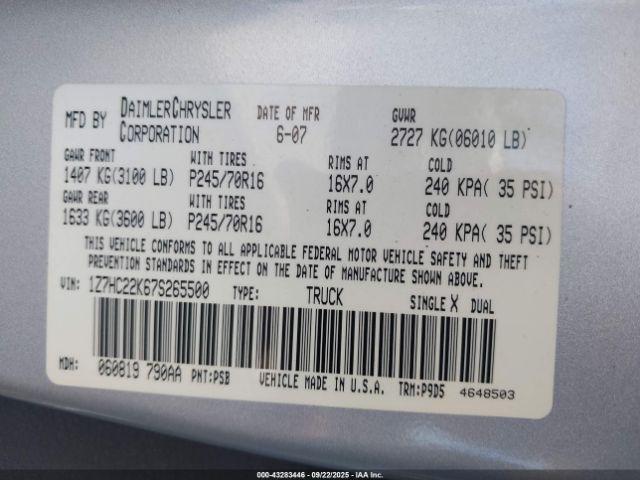 MFD BY DAIMLERCHRYSLER CORPORATION DATE OF MFR 6-07 GVWR 2727 KG(06010 LB)
GAWR FRONT WITH TIRES RIMS AT COLD
1407 KG(3100 LB) P245/70R16 16X7.0 240 KPA( 35 PSI)
GAWR REAR WITH TIRES RIMS AT COLD
1633 KG(3600 LB) P245/70R16 16X7.0 240 KPA( 35 PSI)
THIS VEHICLE CONFORMS TO ALL APPLICABLE FEDERAL MOTOR VEHICLE SAFETY AND THEFT
PREVENTION STANDARDS IN EFFECT ON THE DATE OF MANUFACTURE SHOWN ABOVE.
VIN: 1Z7HC22K67S265500 TYPE: TRUCK SINGLE X DUAL
MDH: 060819 790AA PNT:PSB VEHICLE MADE IN U.S.A. TRM:P9D5 4648503
000-43283446 - 09/22/2025 - IAA Inc.